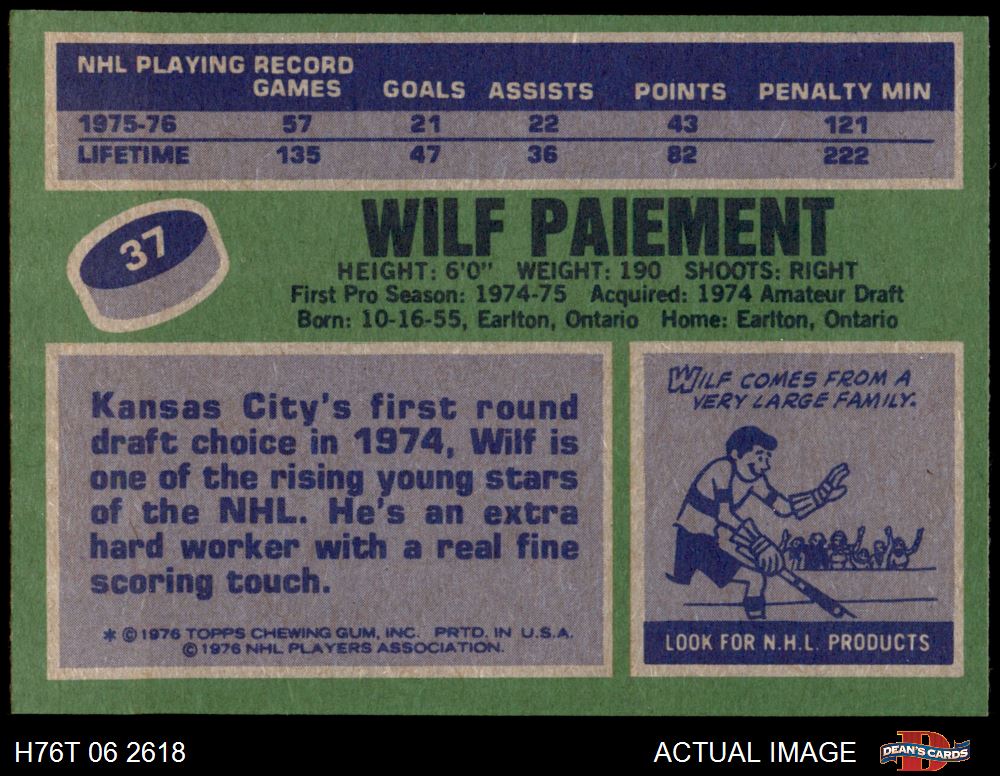 NHL PLAYING RECORD
GAMES GOALS ASSISTS POINTS PENALTY MIN
1975-76 57 21 22 43 121
LIFETIME 135 47 36 82 222
37
WILF PAIEMENT
HEIGHT: 6'0" WEIGHT: 190 SHOOTS: RIGHT
First Pro Season: 1974-75 Acquired: 1974 Amateur Draft
Born: 10-16-55, Earlton, Ontario Home: Earlton, Ontario
Kansas City's first round
draft choice in 1974, Wilf is
one of the rising young stars
of the NHL. He's an extra
hard worker with a real fine
scoring touch.
* © 1976 TOPPS CHEWING GUM, INC. PRTD. IN U.S.A.
© 1976 NHL PLAYERS ASSOCIATION.
WILF COMES FROM A
VERY LARGE FAMILY.
LOOK FOR N.H.L. PRODUCTS
H76T 06 2618 ACTUAL IMAGE
DEAN'S CARDS